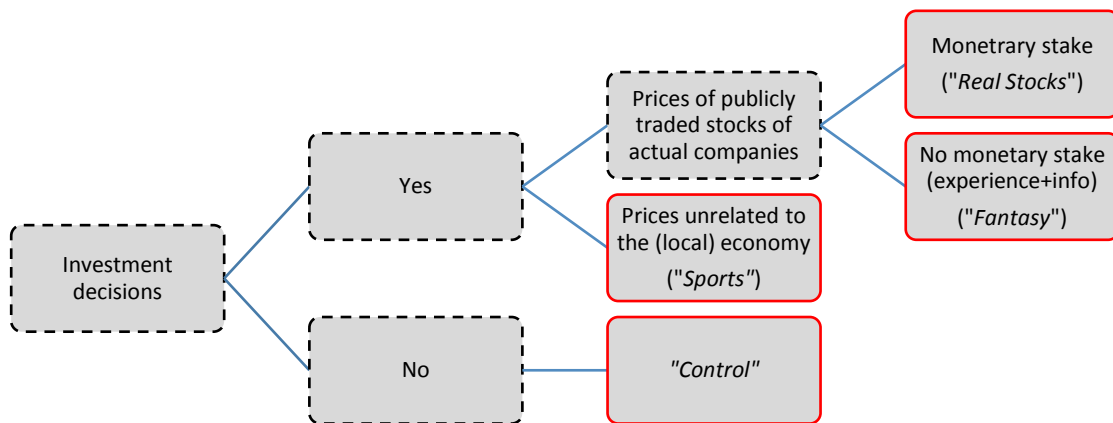 Investment
decisions
Yes
No
Prices of publicly
traded stocks of
actual companies
Prices unrelated to
the (local) economy
("Sports")
"Control"
Monetrary stake
("Real Stocks")
No monetary stake
(experience+info)
("Fantasy")